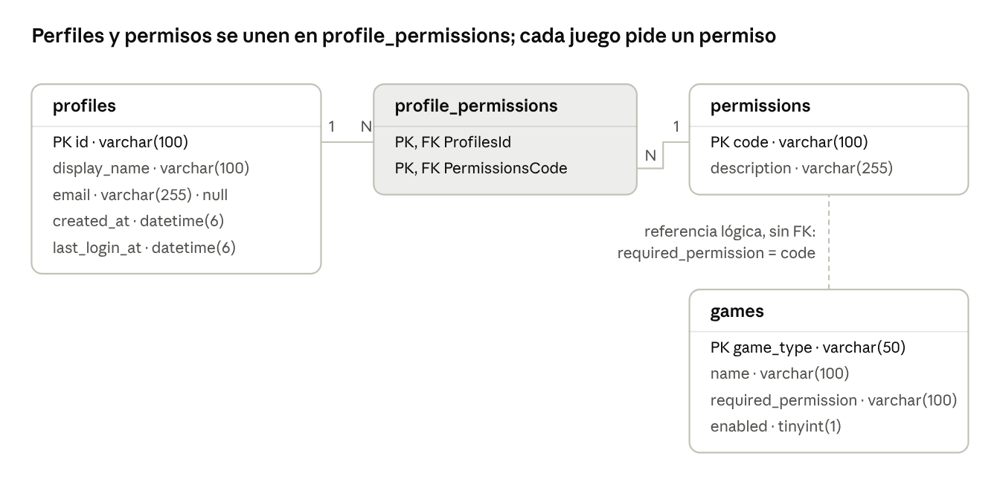 Perfiles y permisos se unen en profile_permissions; cada juego pide un permiso
profiles
PK id · varchar(100)
display_name · varchar(100)
email · varchar(255) · null
created_at · datetime(6)
last_login_at · datetime(6)
1
N
profile_permissions
PK, FK ProfilesId
PK, FK PermissionsCode
N
1
permissions
PK code · varchar(100)
description · varchar(255)
referencia lógica, sin FK:
required_permission = code
games
PK game_type · varchar(50)
name · varchar(100)
required_permission · varchar(100)
enabled · tinyint(1)